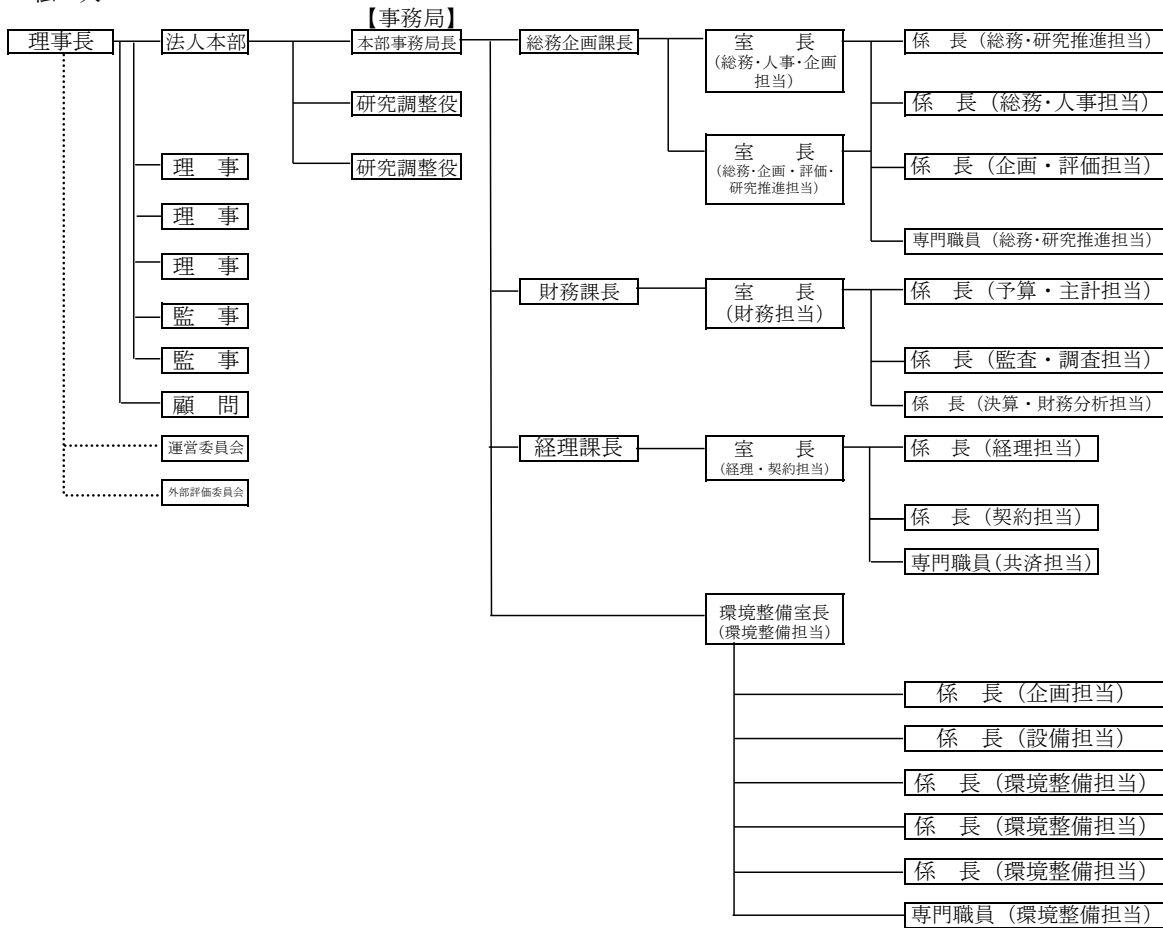 【事務局】
理事長
法人本部
本部事務局長
総務企画課長
室　長
(総務・人事・企画
担当)
係　長（総務・研究推進担当）
係　長（総務・人事担当）
研究調整役
室　長
(総務・企画・評価・
研究推進担当)
係　長（企画・評価担当）
研究調整役
理　事
理　事
専門職員（総務・研究推進担当）
理　事
財務課長
室　長
(財務担当)
係　長（予算・主計担当）
監　事
監　事
係　長（監査・調査担当）
顧　問
係　長（決算・財務分析担当）
運営委員会
経理課長
室　長
(経理・契約担当)
係　長（経理担当）
外部評価委員会
係　長（契約担当）
専門職員（共済担当）
環境整備室長
(環境整備担当)
係　長（企画担当）
係　長（設備担当）
係　長（環境整備担当）
係　長（環境整備担当）
係　長（環境整備担当）
専門職員（環境整備担当）